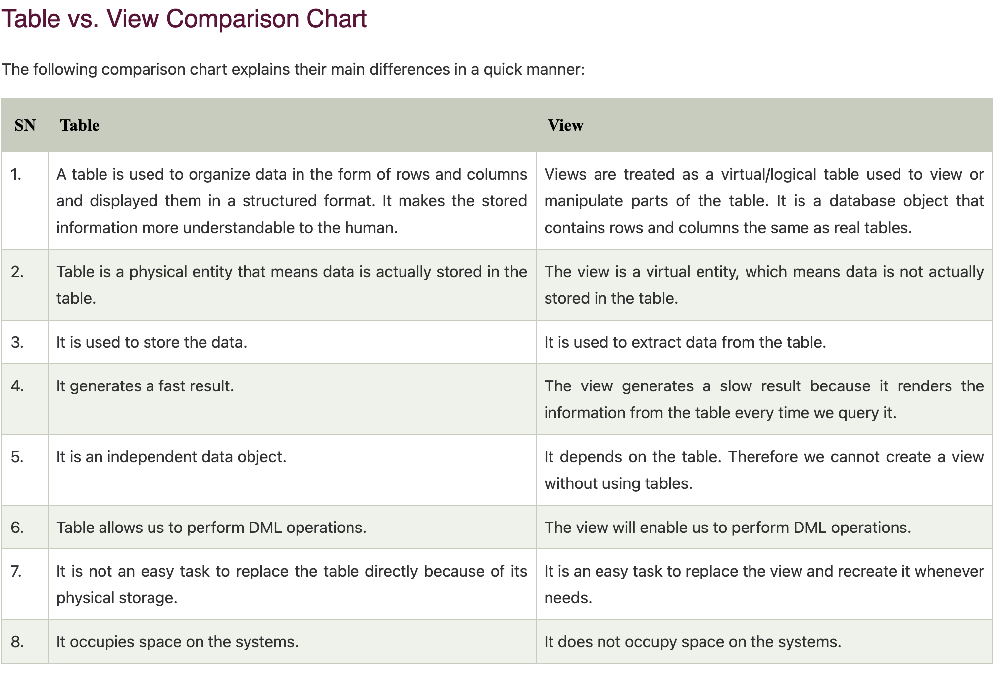 Table vs. View Comparison Chart
The following comparison chart explains their main differences in a quick manner:
SN Table View
1. A table is used to organize data in the form of rows and columns
and displayed them in a structured format. It makes the stored
information more understandable to the human.
Views are treated as a virtual/logical table used to view or
manipulate parts of the table. It is a database object that
contains rows and columns the same as real tables.
2. Table is a physical entity that means data is actually stored in the
table.
The view is a virtual entity, which means data is not actually
stored in the table.
3. It is used to store the data.
It is used to extract data from the table.
4. It generates a fast result.
The view generates a slow result because it renders the
information from the table every time we query it.
5. It is an independent data object.
It depends on the table. Therefore we cannot create a view
without using tables.
6. Table allows us to perform DML operations.
The view will enable us to perform DML operations.
7. It is not an easy task to replace the table directly because of its
physical storage.
It is an easy task to replace the view and recreate it whenever
needs.
8. It occupies space on the systems.
It does not occupy space on the systems.